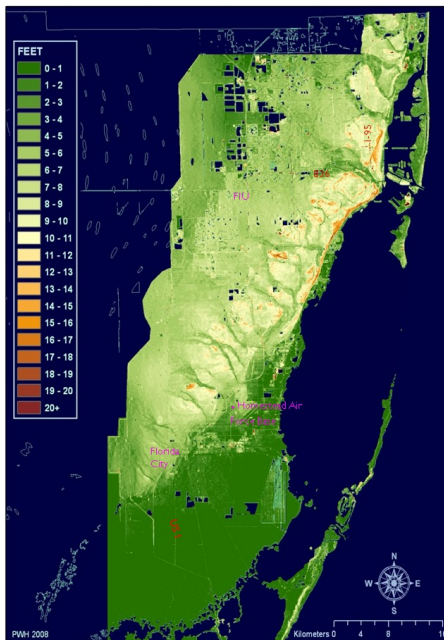 FEET
0 - 1
1 - 2
2 - 3
3 - 4
4 - 5
5 - 6
6 - 7
7 - 8
8 - 9
9 - 10
10 - 11
11 - 12
12 - 13
13 - 14
14 - 15
15 - 16
16 - 17
17 - 18
18 - 19
19 - 20
20+
I-95
836
FIU
Homestead Air
Force Base
Florida
City
US-1
N
W
E
S
PWH 2008
Kilometers 0 4 8